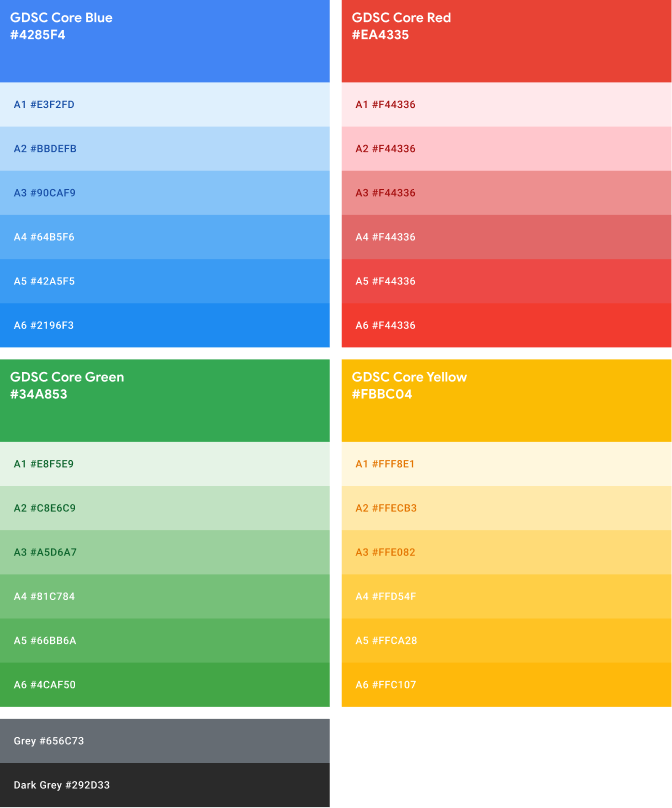 GDSC Core Blue
#4285F4
A1 #E3F2FD
A2 #BBDEFB
A3 #90CAF9
A4 #64B5F6
A5 #42A5F5
A6 #2196F3
GDSC Core Red
#EA4335
A1 #F44336
A2 #F44336
A3 #F44336
A4 #F44336
A5 #F44336
A6 #F44336
GDSC Core Green
#34A853
A1 #E8F5E9
A2 #C8E6C9
A3 #A5D6A7
A4 #81C784
A5 #66BB6A
A6 #4CAF50
GDSC Core Yellow
#FBBC04
A1 #FFF8E1
A2 #FFECB3
A3 #FFE082
A4 #FFD54F
A5 #FFCA28
A6 #FFC107
Grey #656C73
Dark Grey #292D33